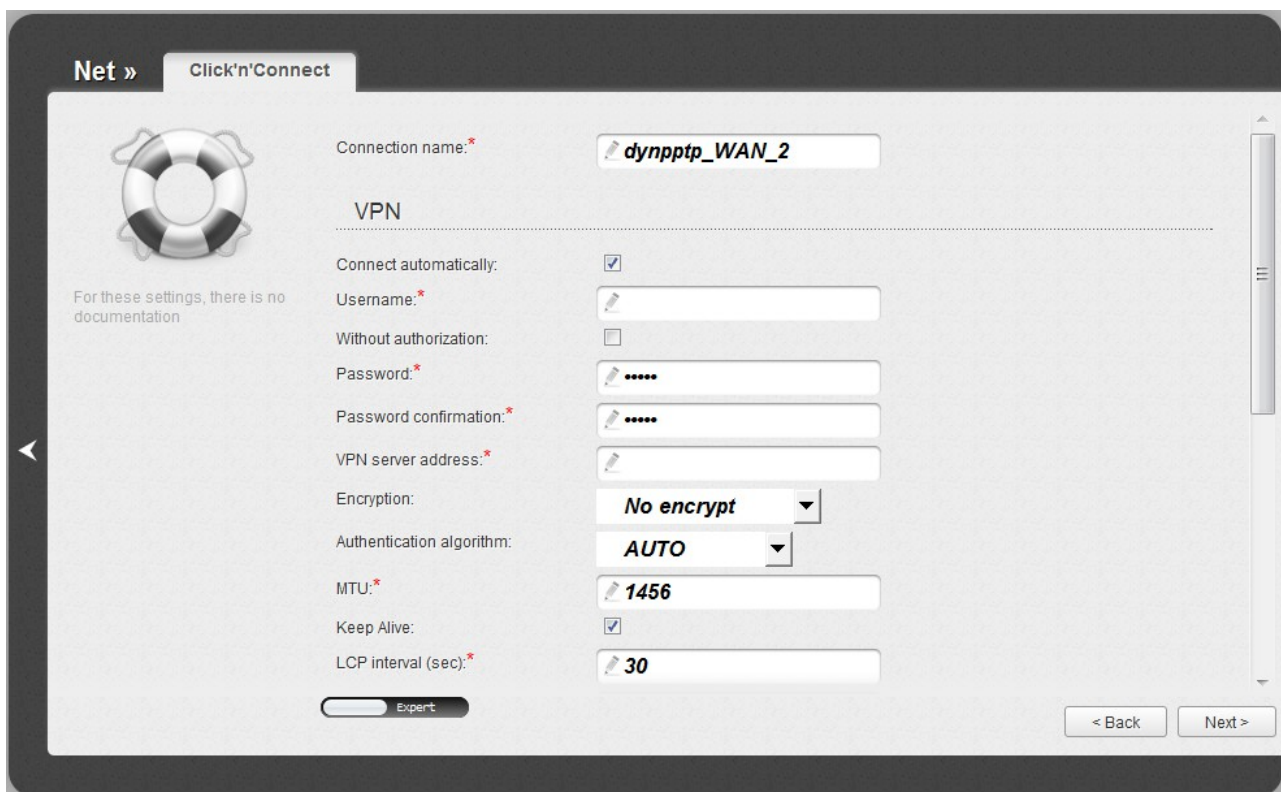 Net » Click'n'Connect
Connection name:* dynpptp_WAN_2
VPN
For these settings, there is no
documentation
Connect automatically:
Username:*
Without authorization:
Password:* •••••
Password confirmation:* •••••
VPN server address:*
Encryption: No encrypt
Authentication algorithm: AUTO
MTU:* 1456
Keep Alive:
LCP interval (sec):* 30
Expert
< Back Next >